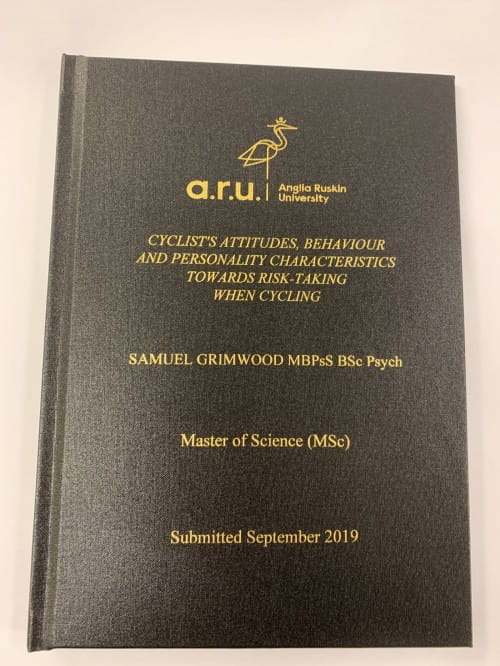 a.r.u.
Anglia Ruskin
University
CYCLIST'S ATTITUDES, BEHAVIOUR
AND PERSONALITY CHARACTERISTICS
TOWARDS RISK-TAKING
WHEN CYCLING
SAMUEL GRIMWOOD MBPsS BSc Psych
Master of Science (MSc)
Submitted September 2019